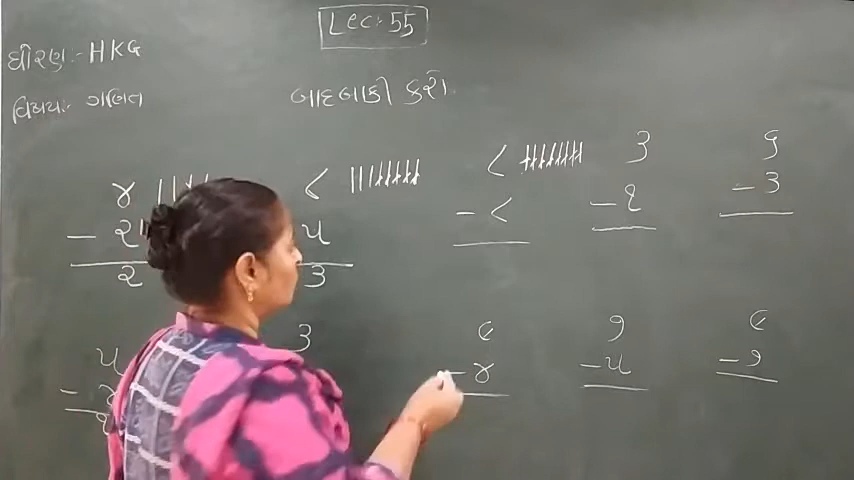 Lec:- 55
ધોરણ:- HKG
વિષય:- ગણિત
બાદબાકી કરો.
૪ ૮ ૮ ૩ ૬
- ૨ ૫ - ૮ - ૨ - ૩
૨ ૩
૫ ૩ ૯ ૭ ૯
- - ૪ - ૫ - ૭